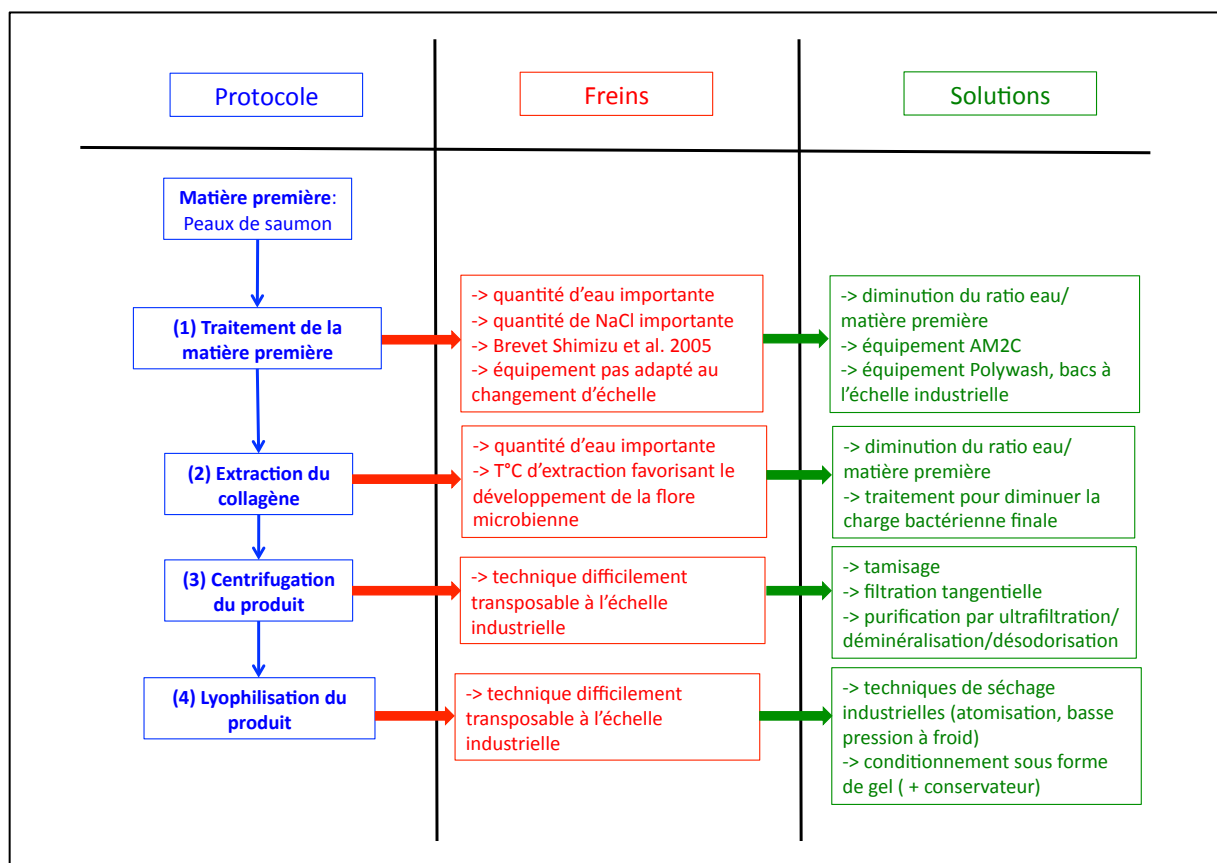 Protocole
Freins
Solutions
Matière première:
Peaux de saumon
(1) Traitement de la
matière première
-> quantité d'eau importante
-> quantité de NaCl importante
-> Brevet Shimizu et al. 2005
-> équipement pas adapté au
changement d'échelle
-> diminution du ratio eau/
matière première
-> équipement AM2C
-> équipement Polywash, bacs à
l'échelle industrielle
(2) Extraction du
collagène
-> quantité d'eau importante
-> T°C d'extraction favorisant le
développement de la flore
microbienne
-> diminution du ratio eau/
matière première
-> traitement pour diminuer la
charge bactérienne finale
(3) Centrifugation
du produit
-> technique difficilement
transposable à l'échelle
industrielle
-> tamisage
-> filtration tangentielle
-> purification par ultrafiltration/
déminéralisation/désodorisation
(4) Lyophilisation du
produit
-> technique difficilement
transposable à l'échelle
industrielle
-> techniques de séchage
industrielles (atomisation, basse
pression à froid)
-> conditionnement sous forme
de gel ( + conservateur)